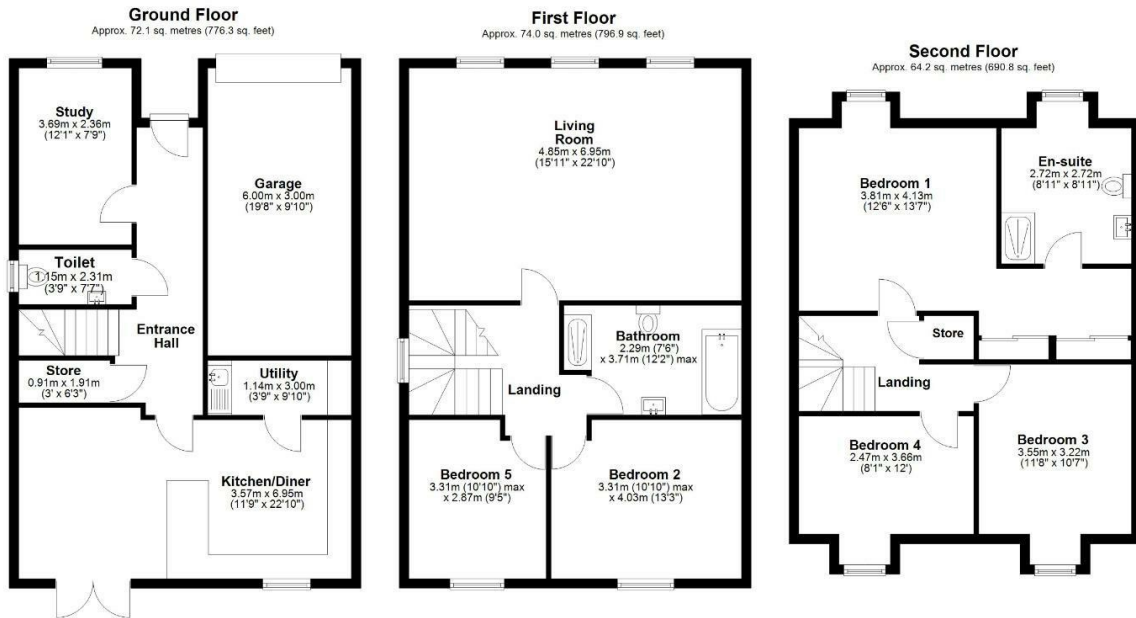 Ground Floor
Approx. 72.1 sq. metres (776.3 sq. feet)
Study
3.69m x 2.36m
(12'1" x 7'9")
Garage
6.00m x 3.00m
(19'8" x 9'10")
Toilet
1.15m x 2.31m
(3'9" x 7'7")
Entrance
Hall
Store
0.91m x 1.91m
(3' x 6'3")
Utility
1.14m x 3.00m
(3'9" x 9'10")
Kitchen/Diner
3.57m x 6.95m
(11'9" x 22'10")
First Floor
Approx. 74.0 sq. metres (796.9 sq. feet)
Living
Room
4.85m x 6.95m
(15'11" x 22'10")
Bathroom
2.29m (7'6")
x 3.71m (12'2") max
Landing
Bedroom 5
3.31m (10'10") max
x 2.87m (9'5")
Bedroom 2
3.31m (10'10") max
x 4.03m (13'3")
Second Floor
Approx. 64.2 sq. metres (690.8 sq. feet)
Bedroom 1
3.81m x 4.13m
(12'6" x 13'7")
En-suite
2.72m x 2.72m
(8'11" x 8'11")
Store
Landing
Bedroom 4
2.47m x 3.66m
(8'1" x 12')
Bedroom 3
3.55m x 3.22m
(11'8" x 10'7")